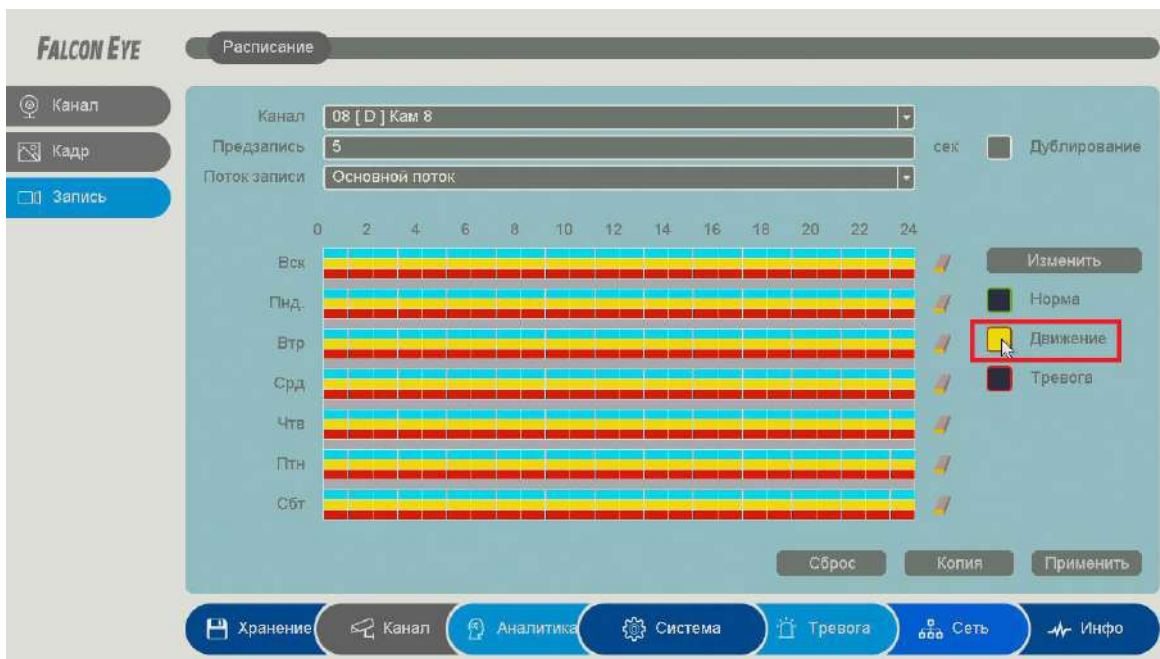 FALCON EYE
Расписание
Канал
Кадр
Запись
Канал 08 [ D ] Кам 8
Предзапись 5 сек Дублирование
Поток записи Основной поток
0 2 4 6 8 10 12 14 16 18 20 22 24
Вск Изменить
Пнд. Норма
Втр Движение
Срд Тревога
Чтв
Птн
Сбт
Сброс Копия Применить
Хранение Канал Аналитика Система Тревога Сеть Инфо